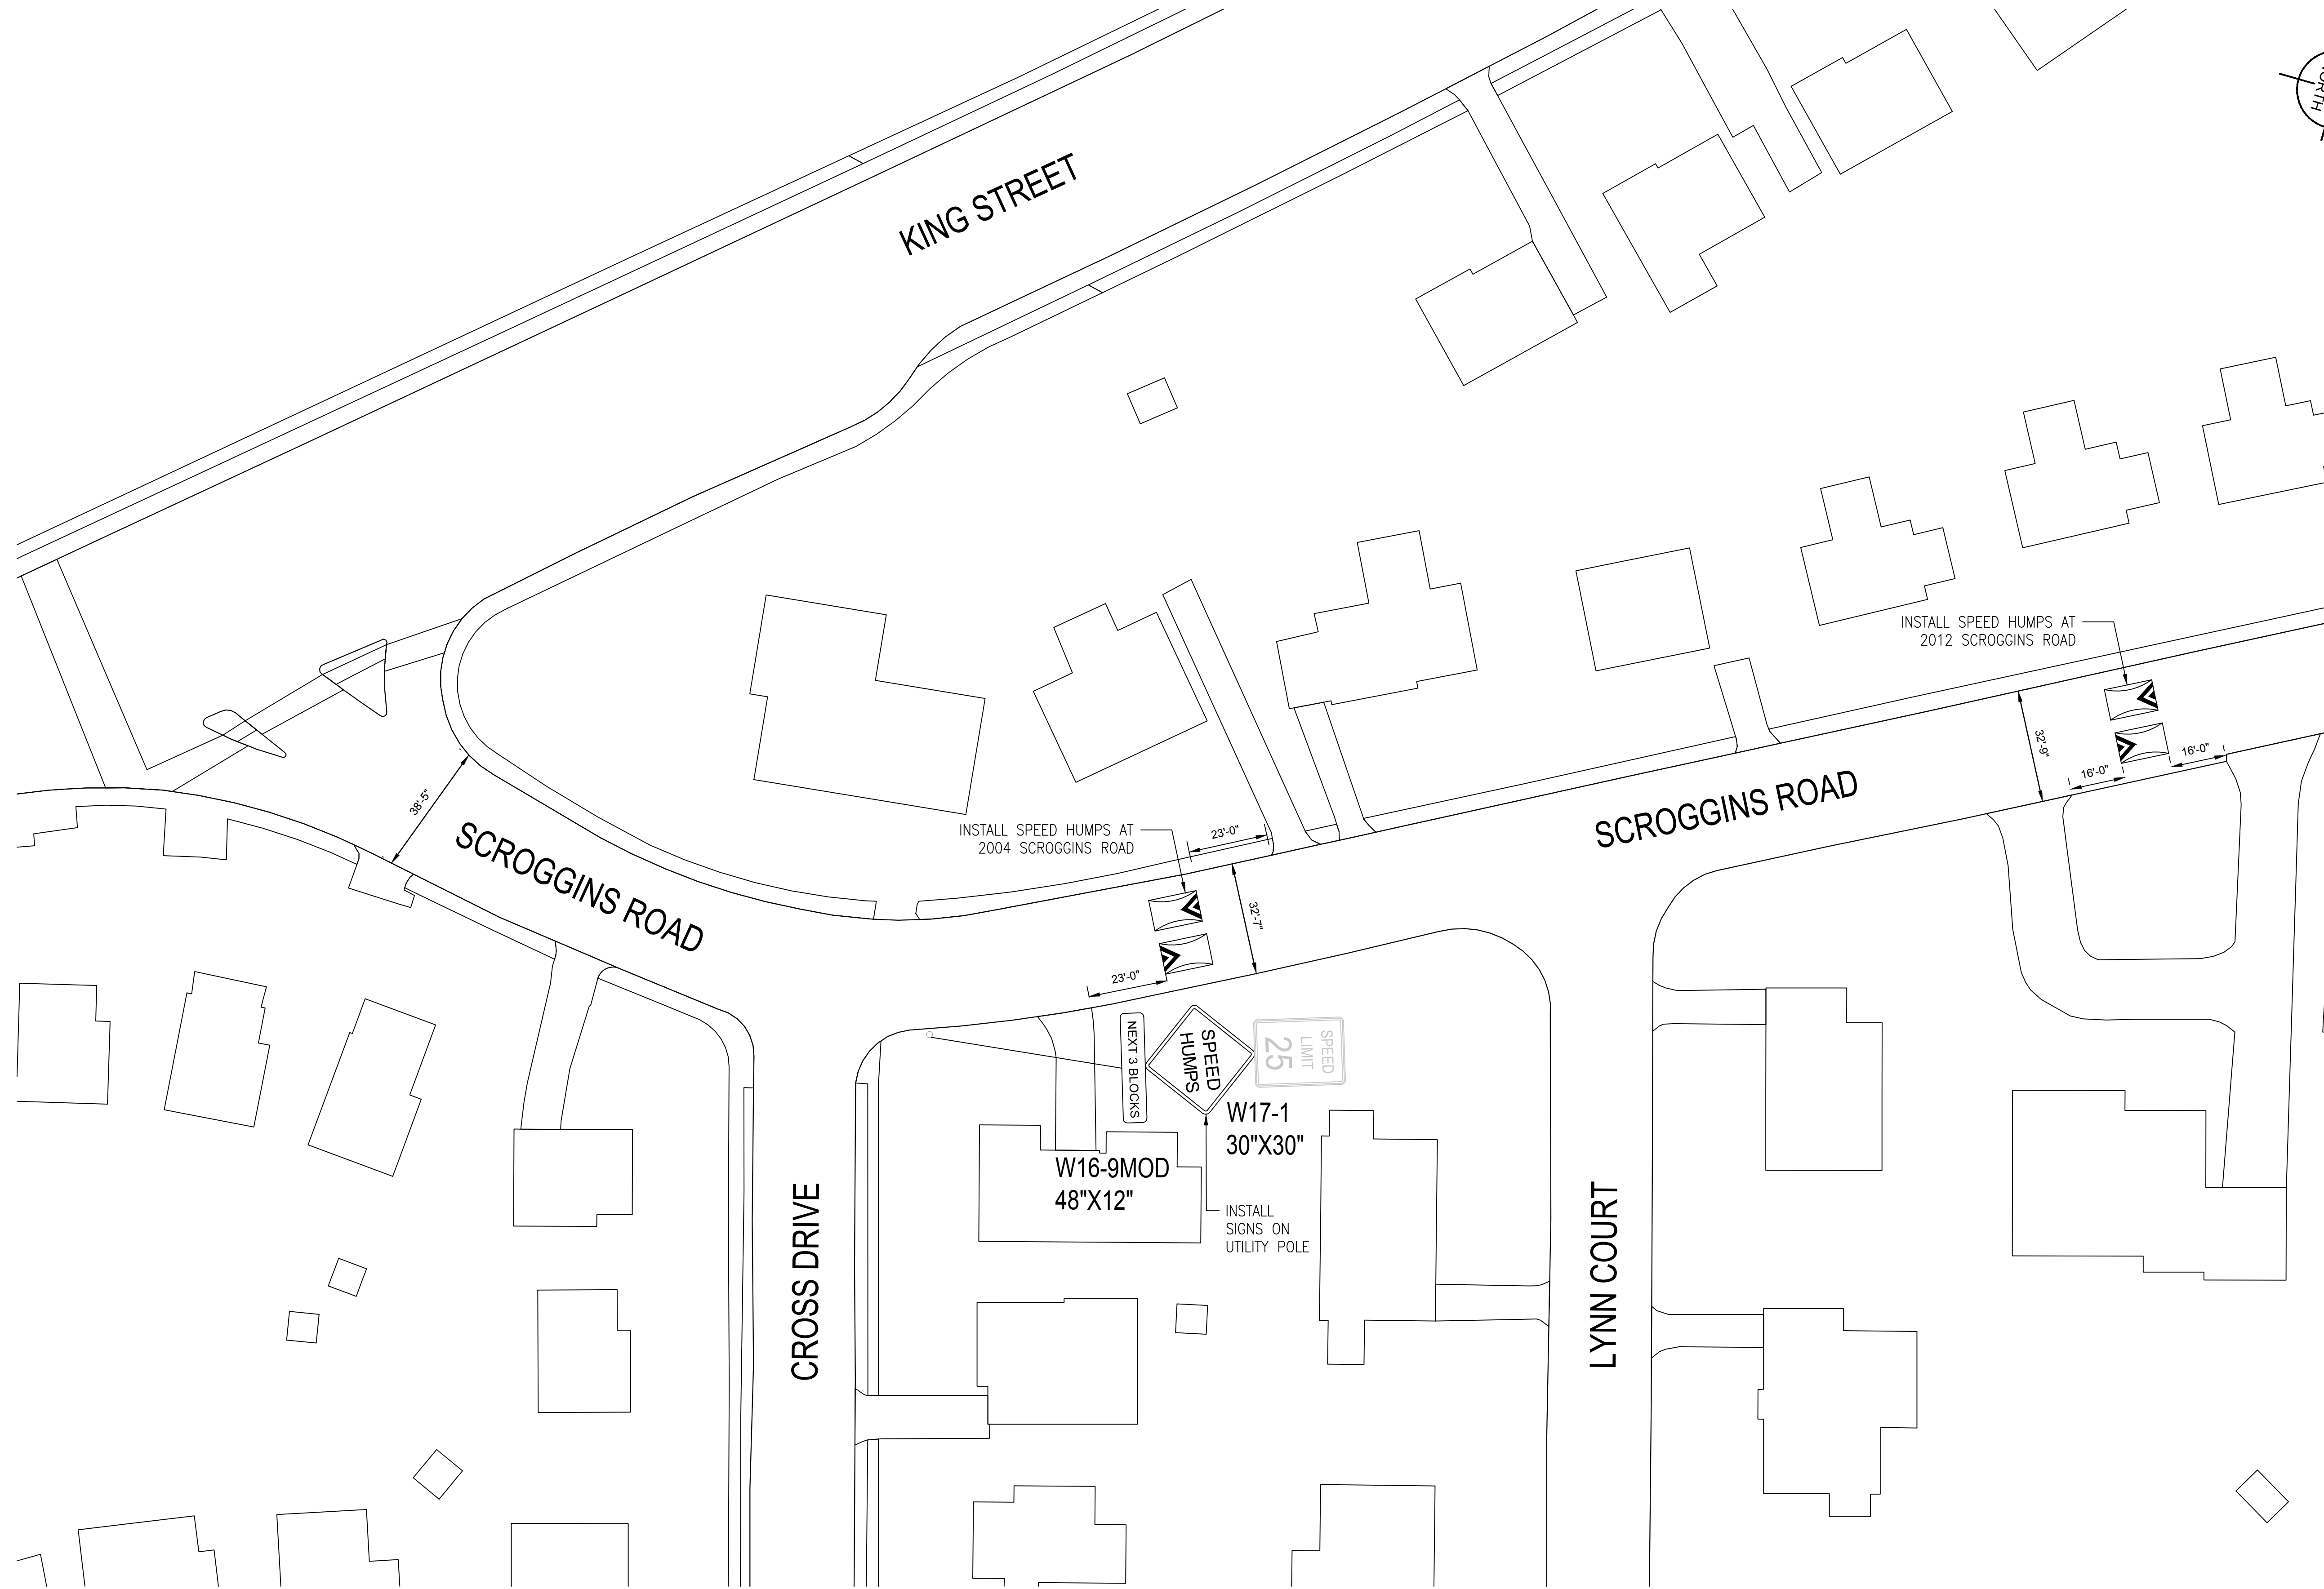 KING STREET
INSTALL SPEED HUMPS AT
2012 SCROGGINS ROAD
32'-9"
16'-0"
16'-0"
38'-5"
SCROGGINS ROAD
INSTALL SPEED HUMPS AT
2004 SCROGGINS ROAD
23'-0"
32'-7"
23'-0"
SCROGGINS ROAD
NEXT 3 BLOCKS
SPEED
HUMPS
SPEED
LIMIT
25
W17-1
30"X30"
W16-9MOD
48"X12"
INSTALL
SIGNS ON
UTILITY POLE
CROSS DRIVE
LYNN COURT